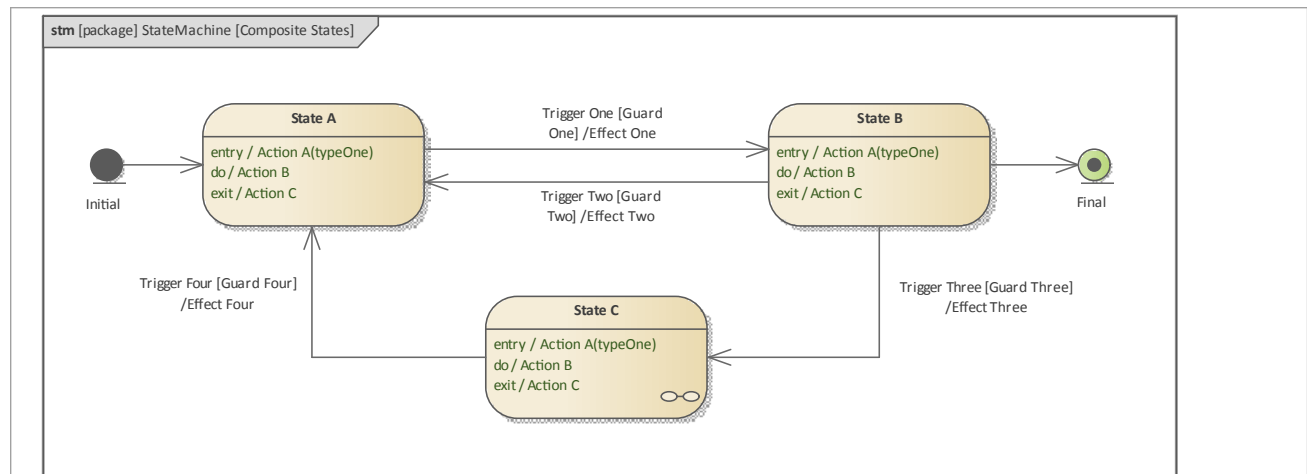 stm [package] StateMachine [Composite States]
State A
entry / Action A(typeOne)
do / Action B
exit / Action C
Trigger One [Guard
One] /Effect One
State B
entry / Action A(typeOne)
do / Action B
exit / Action C
Trigger Two [Guard
Two] /Effect Two
Initial
Final
Trigger Four [Guard Four]
/Effect Four
Trigger Three [Guard Three]
/Effect Three
State C
entry / Action A(typeOne)
do / Action B
exit / Action C